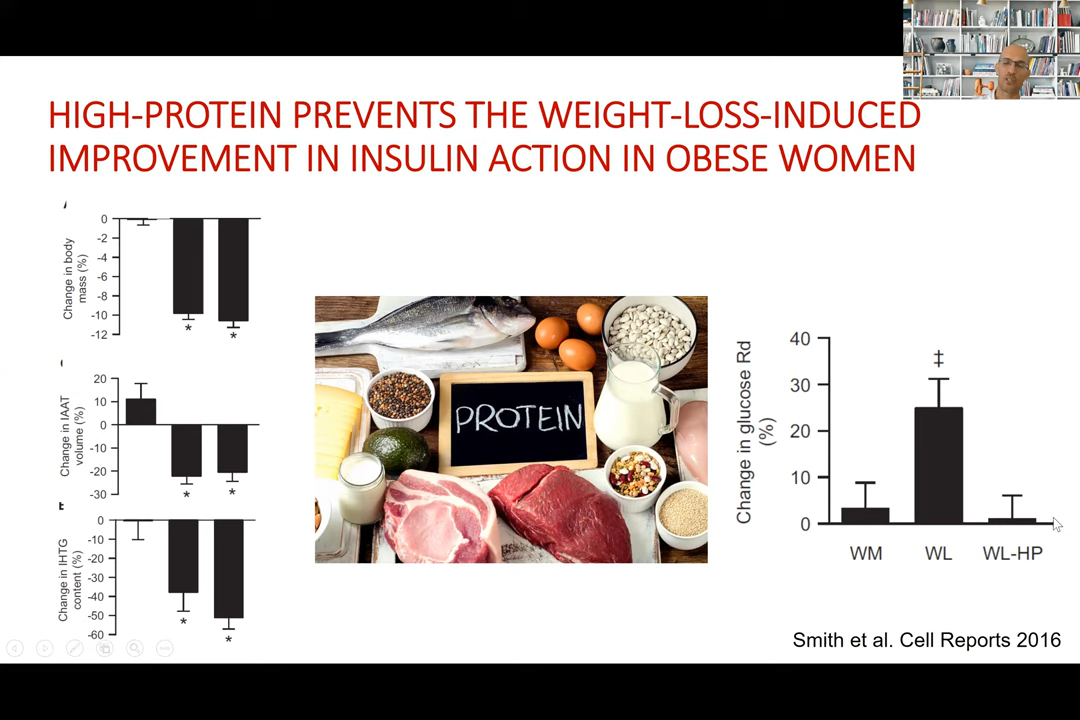 HIGH-PROTEIN PREVENTS THE WEIGHT-LOSS-INDUCED
IMPROVEMENT IN INSULIN ACTION IN OBESE WOMEN
Change in body
mass (%)
0
-2
-4
-6
-8
-10
-12
*
*
Change in IAAT
volume (%)
20
10
0
-10
-20
-30
*
*
Change in IHTG
content (%)
0
-10
-20
-30
-40
-50
-60
*
*
PROTEIN
Change in glucose Rd
(%)
40
30
20
10
0
‡
WM
WL
WL-HP
Smith et al. Cell Reports 2016